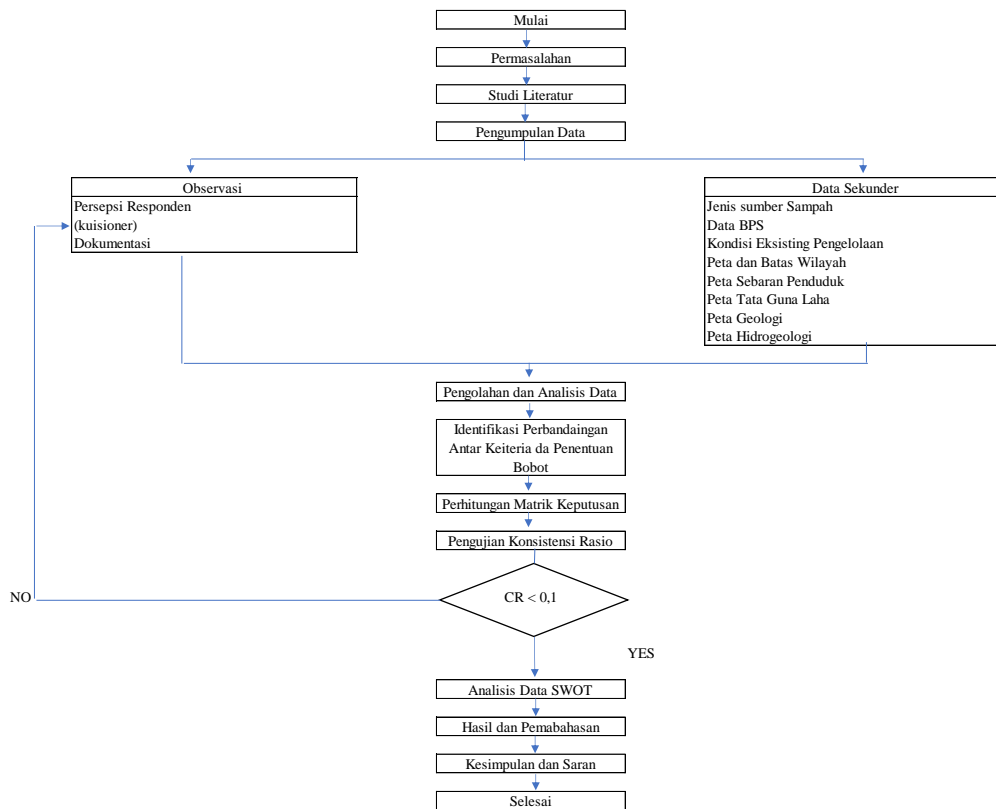 Mulai
Permasalahan
Studi Literatur
Pengumpulan Data
Observasi
Persepsi Responden
(kuisioner)
Dokumentasi
Data Sekunder
Jenis sumber Sampah
Data BPS
Kondisi Eksisting Pengelolaan
Peta dan Batas Wilayah
Peta Sebaran Penduduk
Peta Tata Guna Laha
Peta Geologi
Peta Hidrogeologi
Pengolahan dan Analisis Data
Identifikasi Perbandaingan
Antar Keiteria da Penentuan
Bobot
Perhitungan Matrik Keputusan
Pengujian Konsistensi Rasio
CR < 0,1
NO
YES
Analisis Data SWOT
Hasil dan Pemabahasan
Kesimpulan dan Saran
Selesai